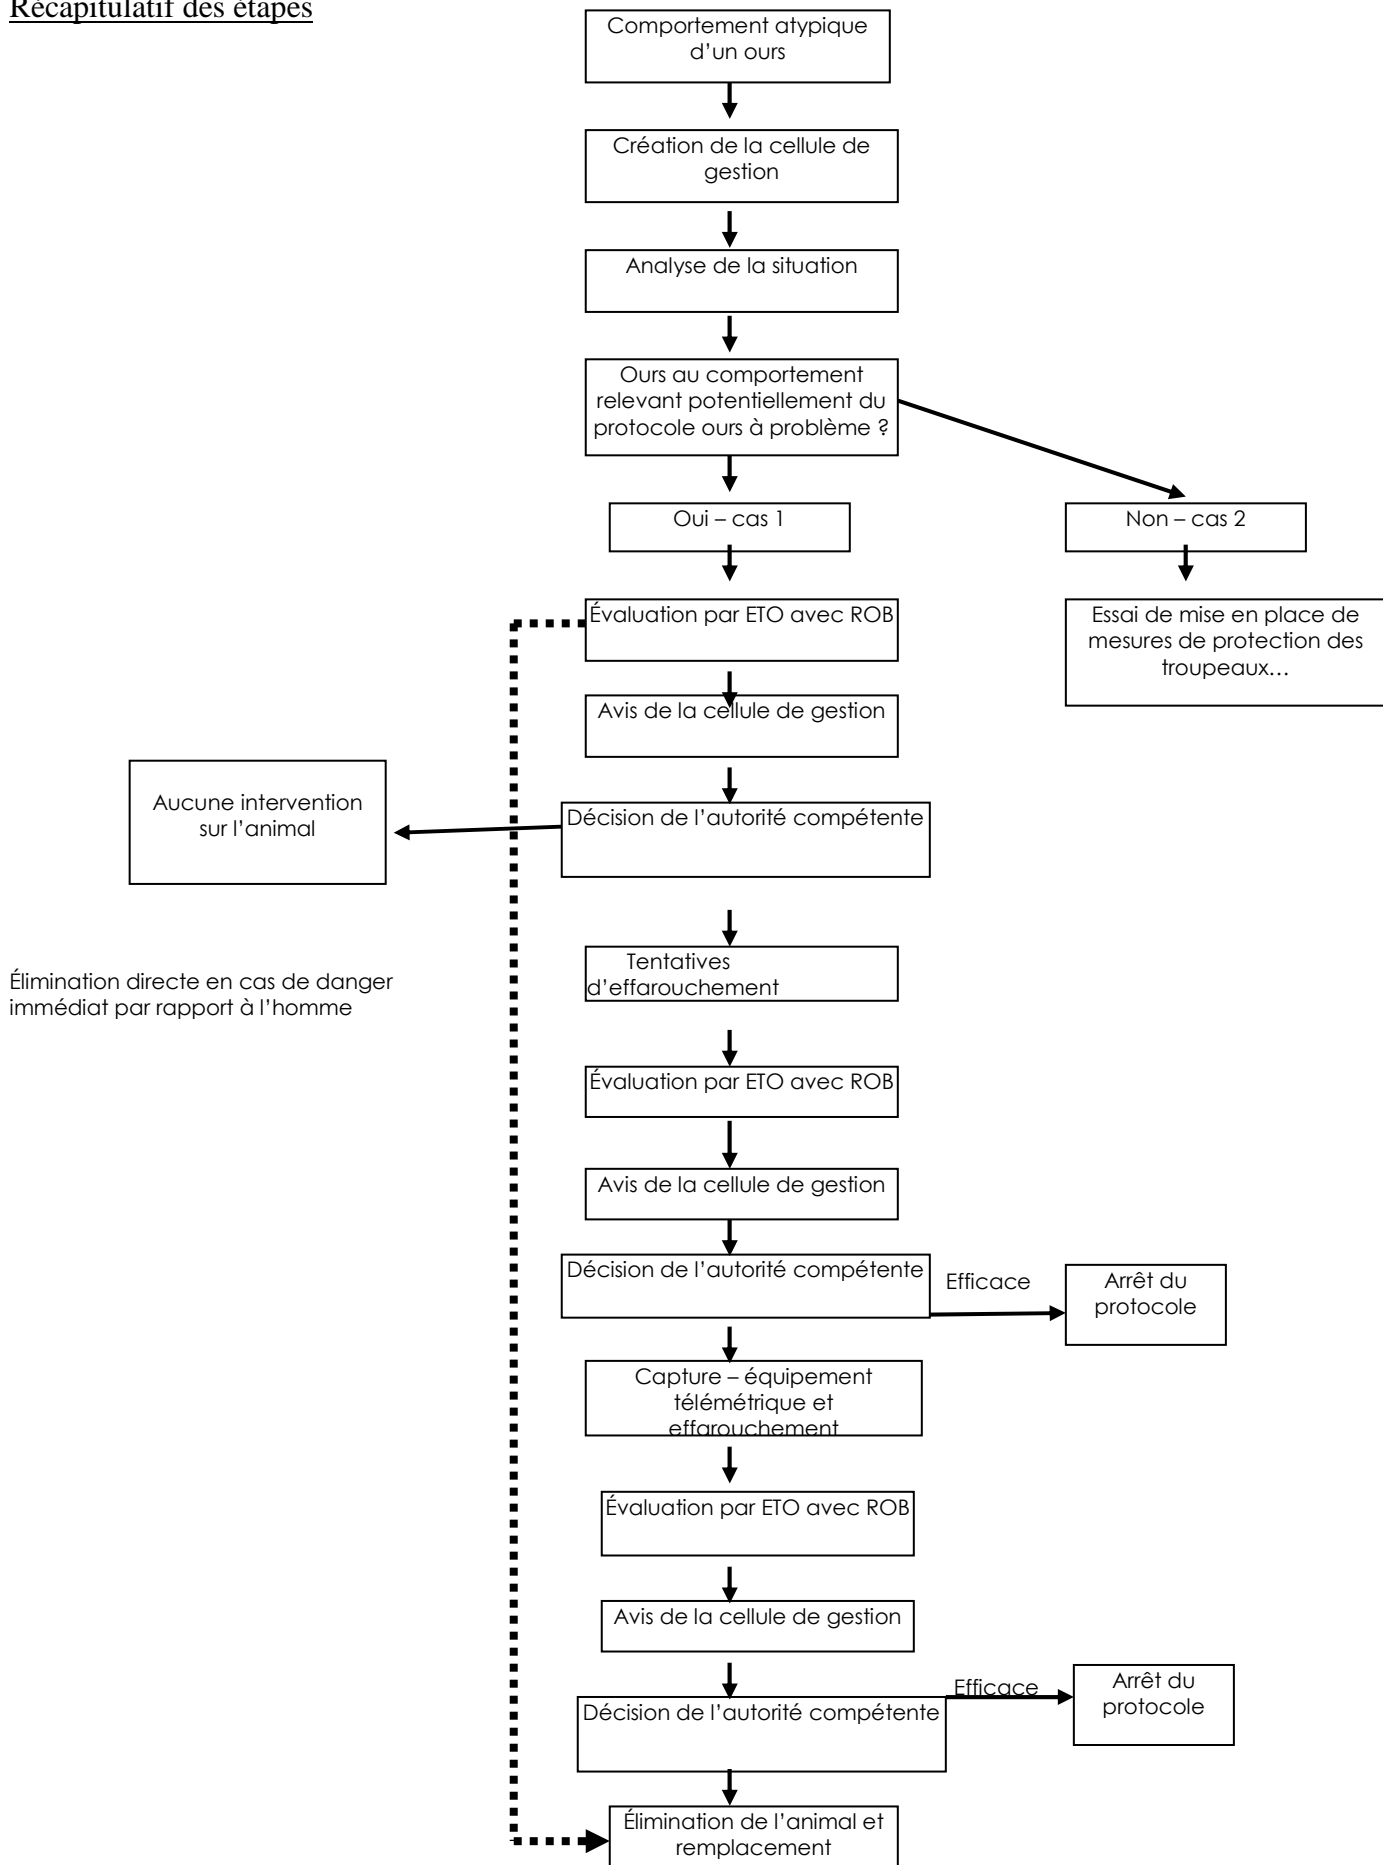 Récapitulatif des étapes
Comportement atypique
d’un ours
Création de la cellule de
gestion
Analyse de la situation
Ours au comportement
relevant potentiellement du
protocole ours à problème ?
Oui – cas 1
Non – cas 2
Évaluation par ETO avec ROB
Essai de mise en place de
mesures de protection des
troupeaux…
Avis de la cellule de gestion
Aucune intervention
sur l’animal
Décision de l’autorité compétente
Tentatives
d’effarouchement
Élimination directe en cas de danger
immédiat par rapport à l’homme
Évaluation par ETO avec ROB
Avis de la cellule de gestion
Décision de l’autorité compétente
Efficace
Arrêt du
protocole
Capture – équipement
télémétrique et
effarouchement
Évaluation par ETO avec ROB
Avis de la cellule de gestion
Décision de l’autorité compétente
Efficace
Arrêt du
protocole
Élimination de l’animal et
remplacement